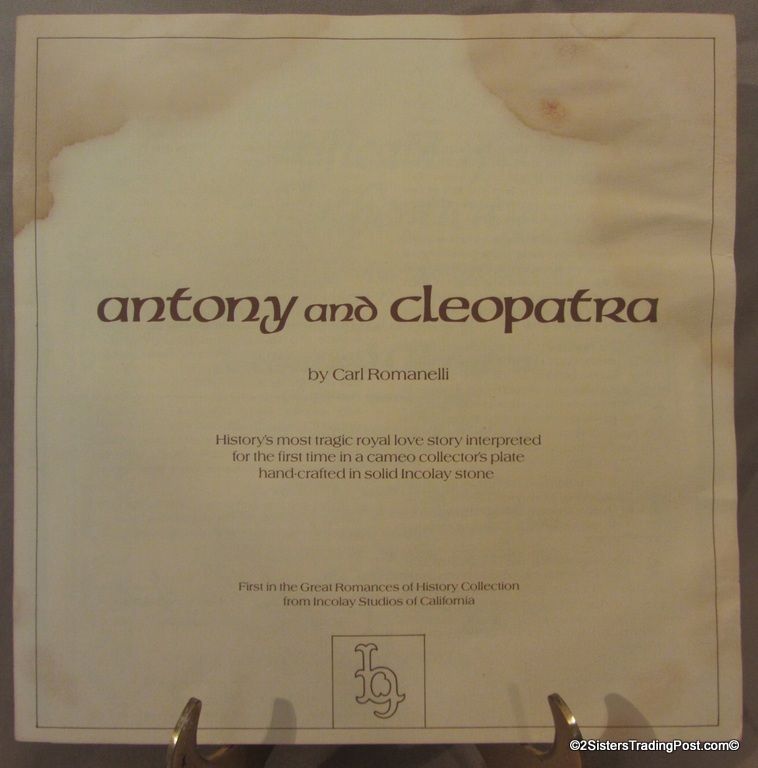 antony and cleopatra
by Carl Romanelli
History's most tragic royal love story interpreted
for the first time in a cameo collector's plate
hand-crafted in solid Incolay stone
First in the Great Romances of History Collection
from Incolay Studios of California
©2SistersTradingPost.com©